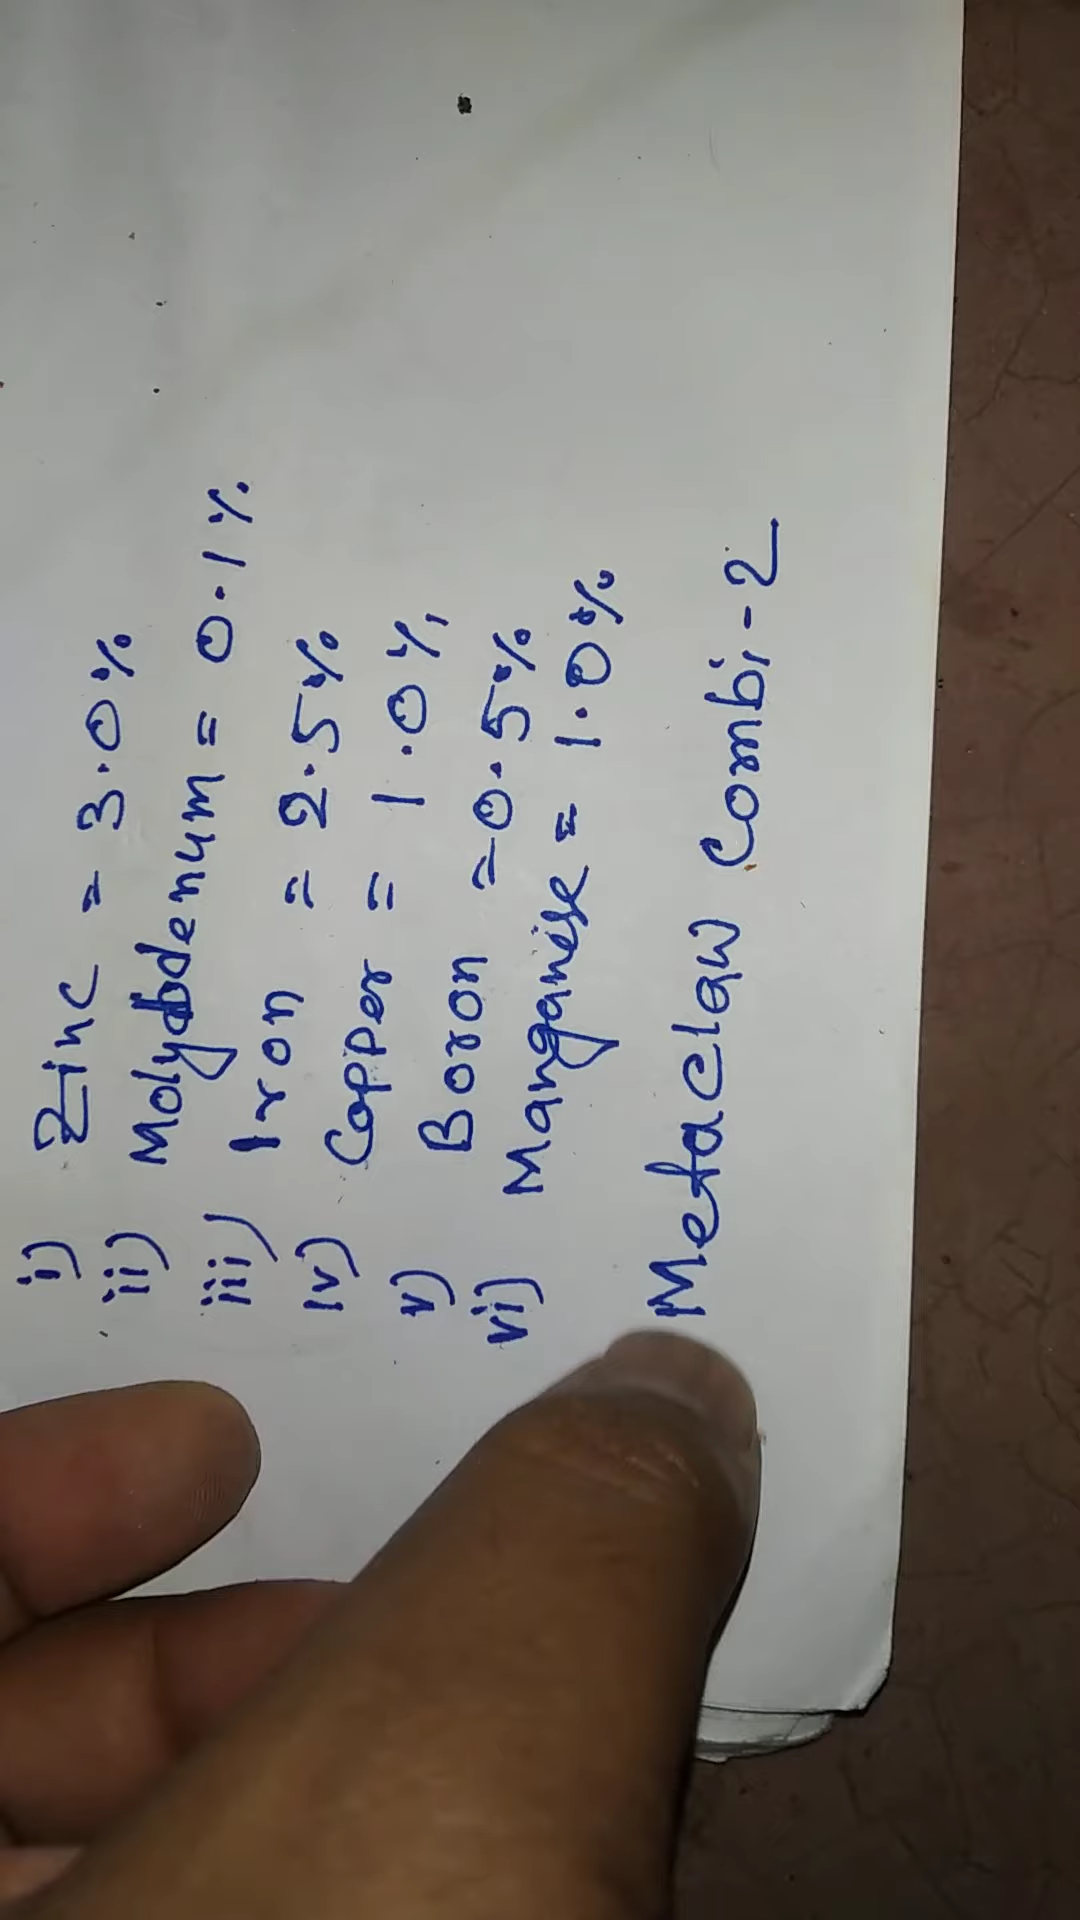 i) Zinc = 3.0%
ii) Molybdenum = 0.1%
iii) Iron = 2.5%
iv) Copper = 1.0%
v) Boron = 0.5%
vi) Manganese = 1.0%
Metaclaw Combi-2